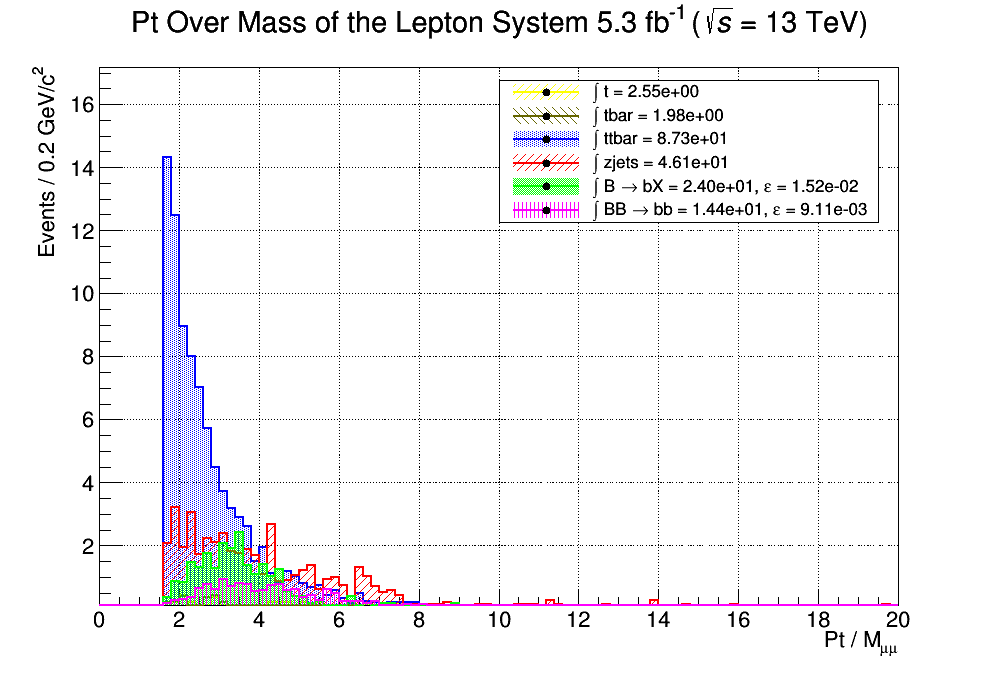 Pt Over Mass of the Lepton System 5.3 fb⁻¹ (√s = 13 TeV)
Events / 0.2 GeV/c²
16
14
12
10
8
6
4
2
∫ t = 2.55e+00
∫ tbar = 1.98e+00
∫ ttbar = 8.73e+01
∫ zjets = 4.61e+01
∫ B → bX = 2.40e+01, ε = 1.52e-02
∫ BB → bb = 1.44e+01, ε = 9.11e-03
0 2 4 6 8 10 12 14 16 18 20
Pt / M_μμ